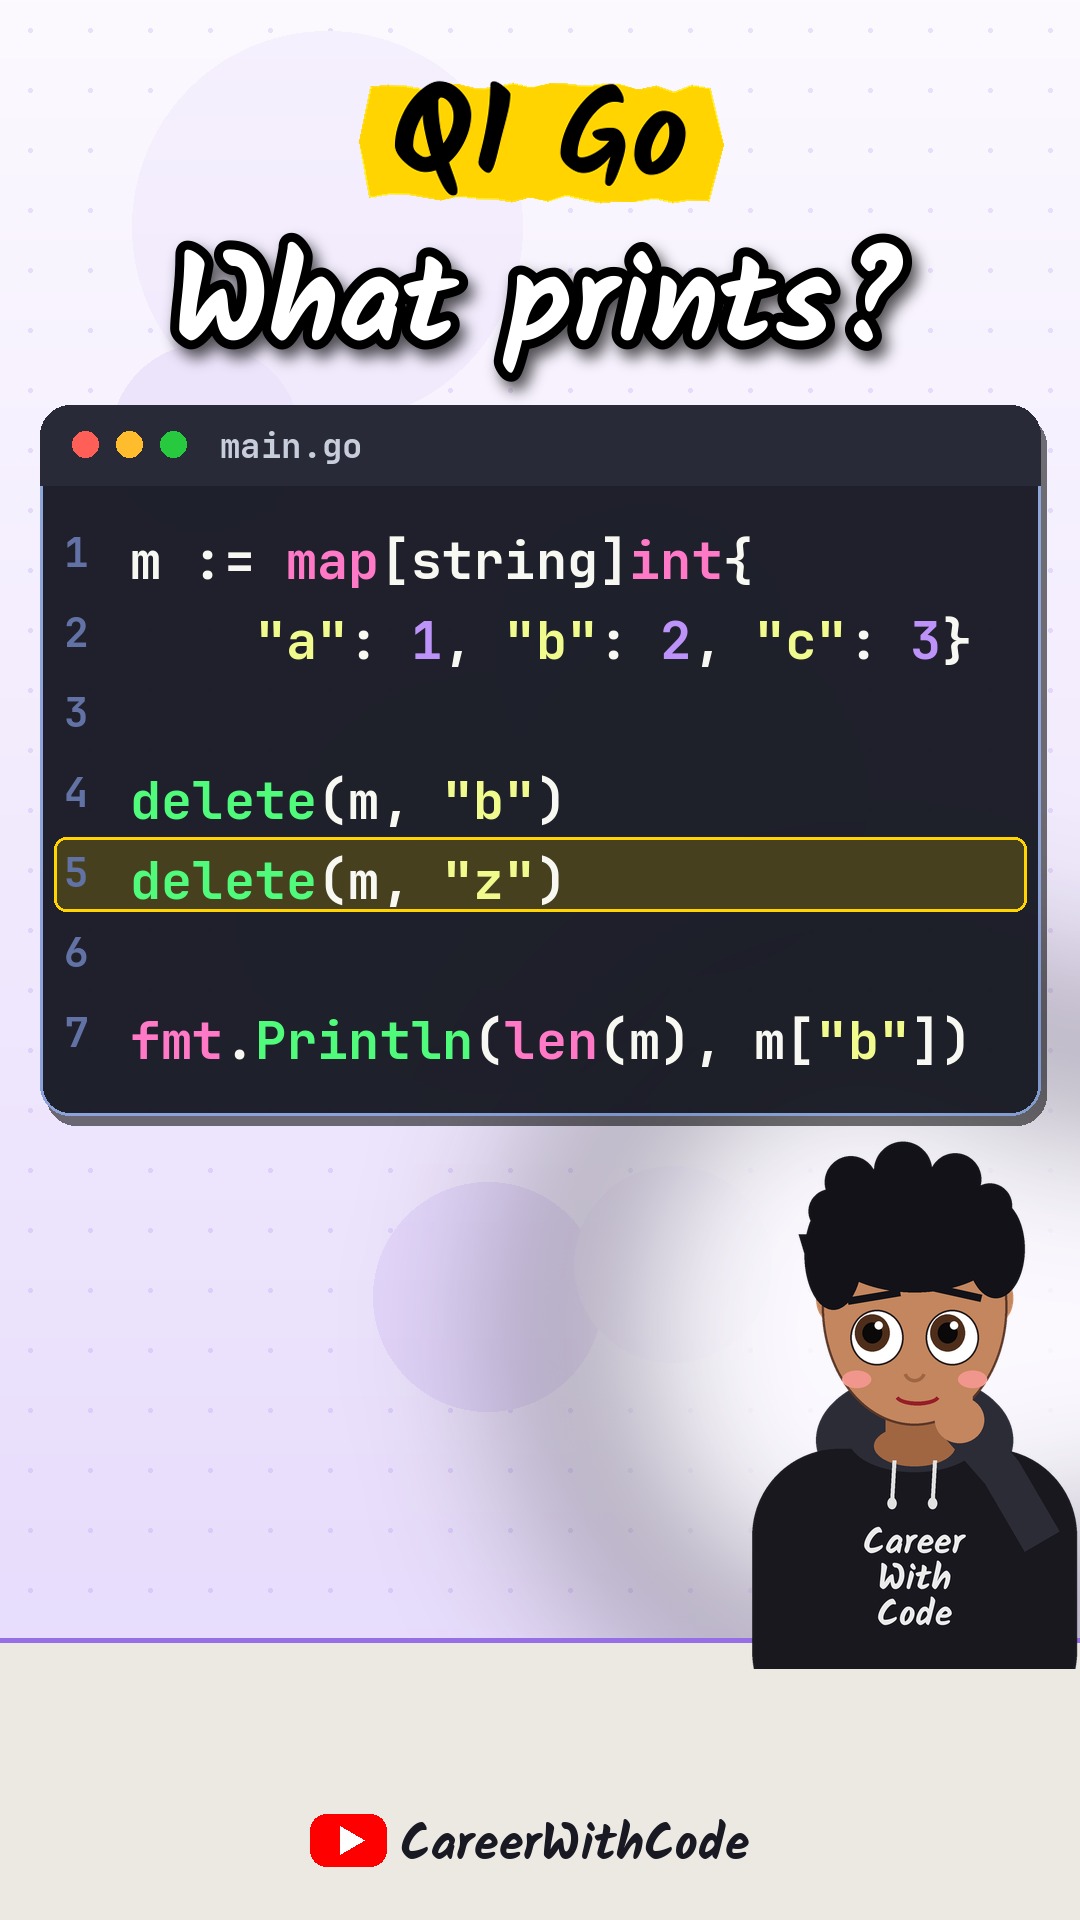 Q1 Go
What prints?
main.go
1 m := map[string]int{
2 "a": 1, "b": 2, "c": 3}
3
4 delete(m, "b")
5 delete(m, "z")
6
7 fmt.Println(len(m), m["b"])
Career
With
Code
CareerWithCode